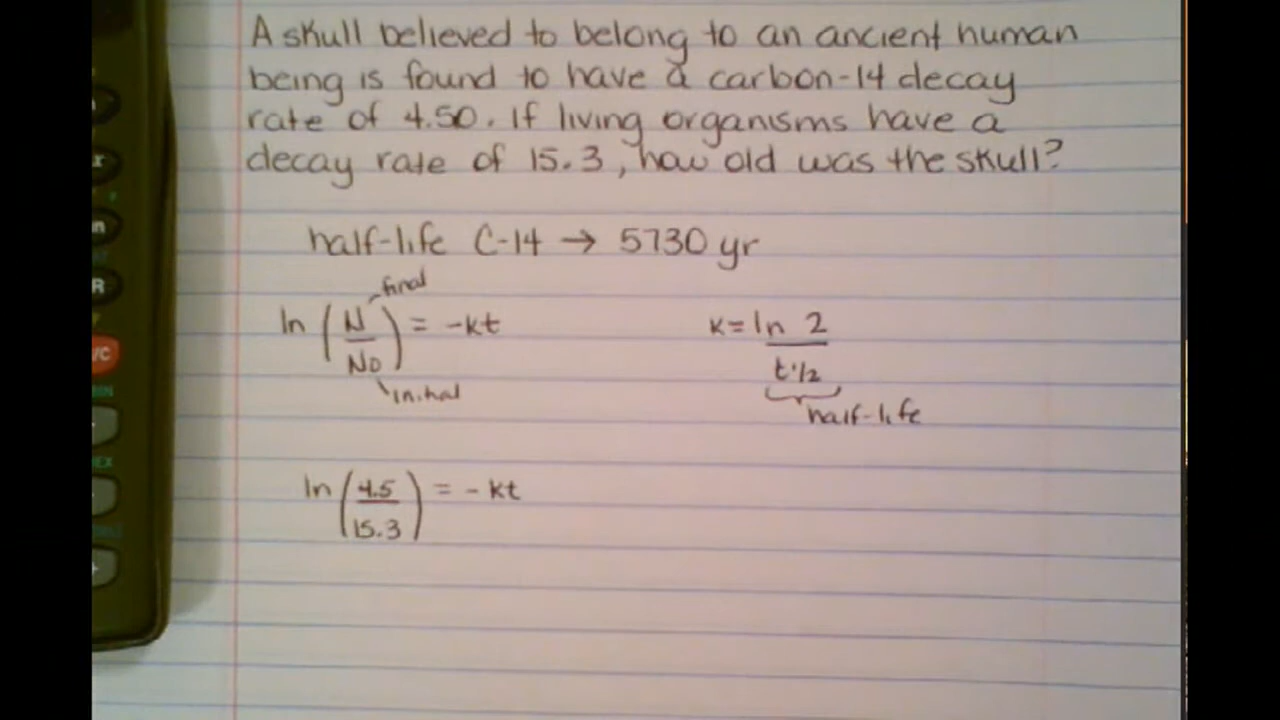 A skull believed to belong to an ancient human
being is found to have a carbon-14 decay
rate of 4.50. If living organisms have a
decay rate of 15.3, how old was the skull?
half-life C-14 → 5730 yr
final
ln (N/N0) = -kt
initial
k = ln 2 / t1/2
half-life
ln (4.5/15.3) = -kt
R